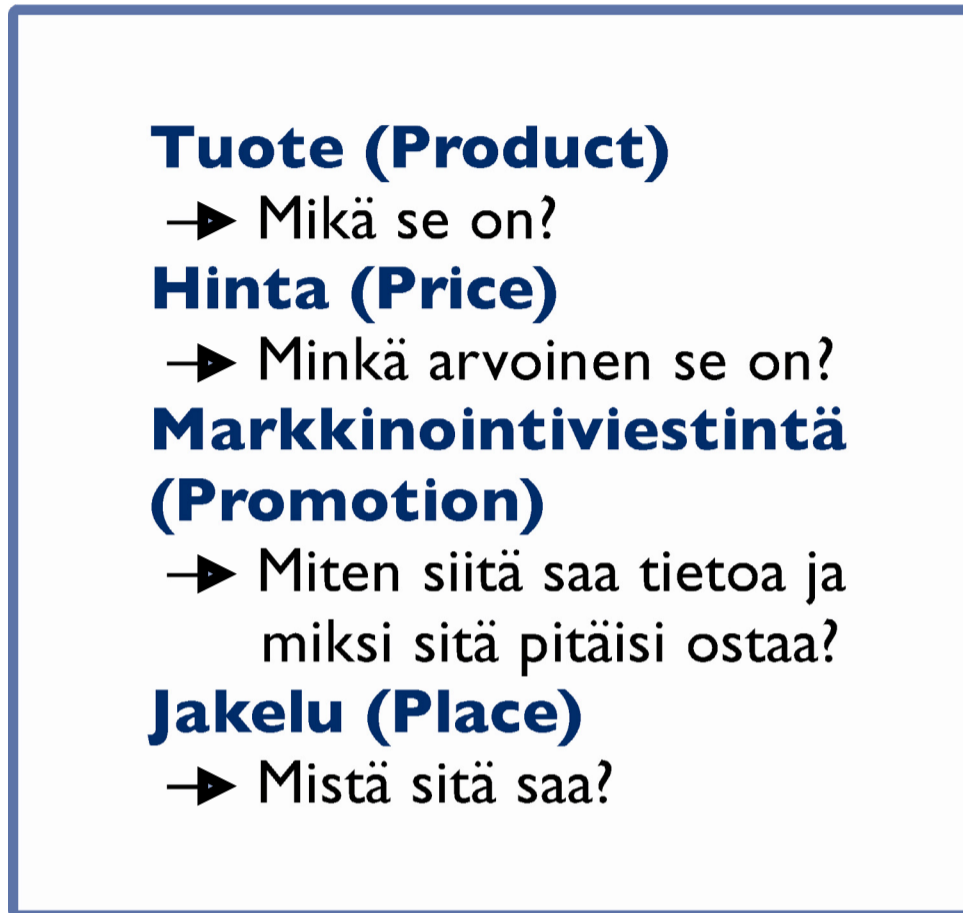 Tuote (Product)
→ Mikä se on?
Hinta (Price)
→ Minkä arvoinen se on?
Markkinointiviestintä
(Promotion)
→ Miten siitä saa tietoa ja
miksi sitä pitäisi ostaa?
Jakelu (Place)
→ Mistä sitä saa?